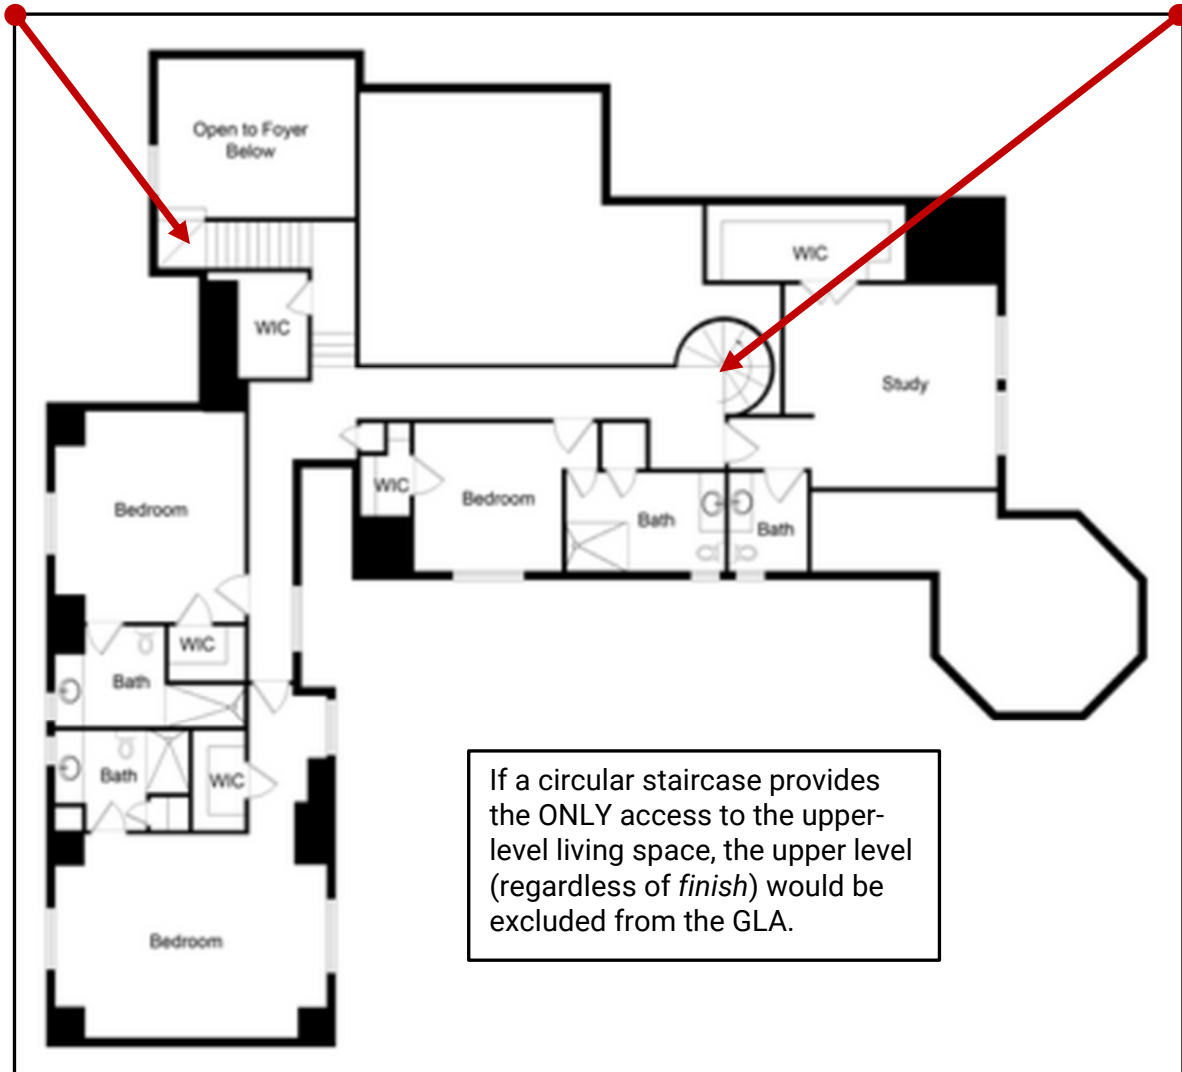 Open to Foyer
Below
WIC
WIC
Study
WIC
Bedroom
Bath
Bath
Bedroom
WIC
Bath
Bath
WIC
Bedroom
If a circular staircase provides
the ONLY access to the upper-
level living space, the upper level
(regardless of finish) would be
excluded from the GLA.